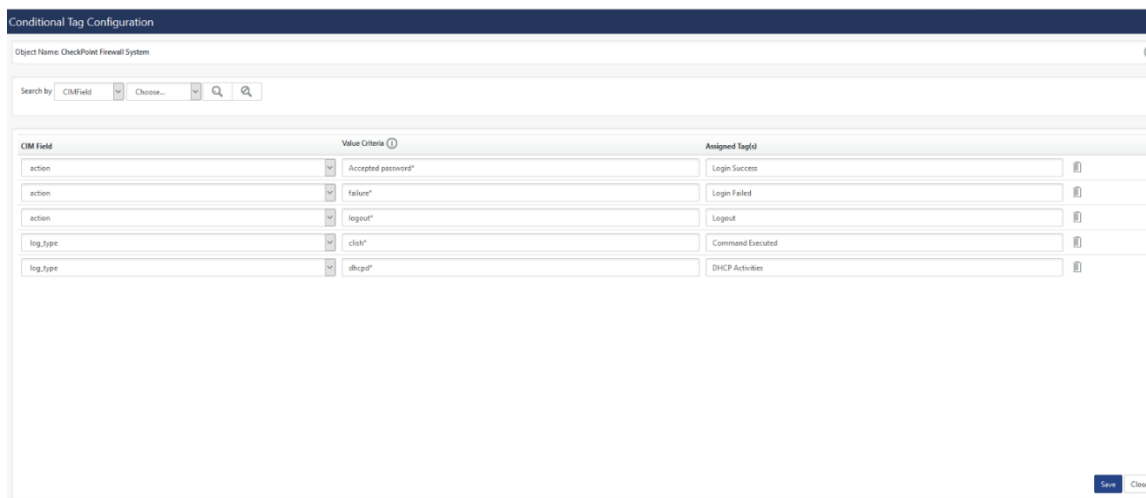 Conditional Tag Configuration
Object Name: CheckPoint Firewall System
Search by CIMField Choose...
CIM Field Value Criteria Assigned Tag(s)
action Accepted password* Login Success
action failure* Login Failed
action logout* Logout
log_type clish* Command Executed
log_type dhcpd* DHCP Activities
Save Clos